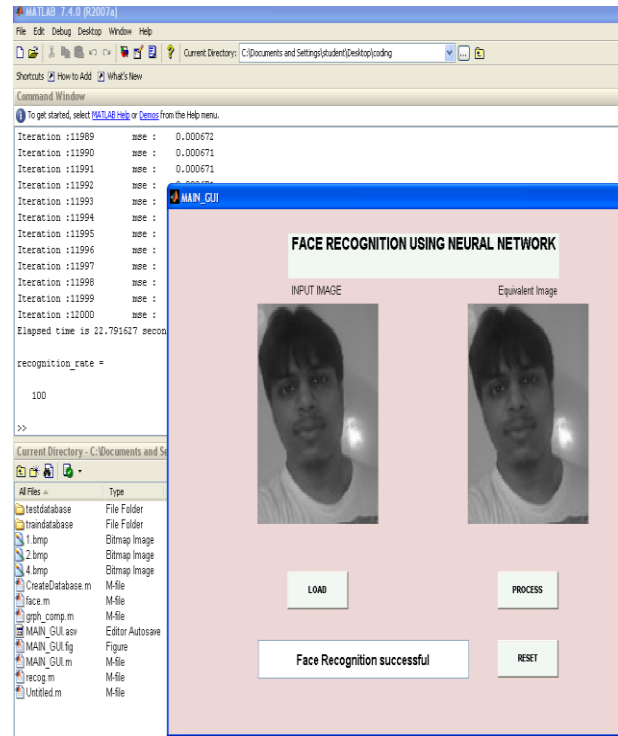 MATLAB 7.4.0 (R2007a)
File Edit Debug Desktop Window Help
Current Directory: C:\Documents and Settings\student\Desktop\coding
Shortcuts How to Add What's New
Command Window
To get started, select MATLAB Help or Demos from the Help menu.
Iteration :11989 mse : 0.000672
Iteration :11990 mse : 0.000671
Iteration :11991 mse : 0.000671
Iteration :11992 mse :
Iteration :11993 mse :
Iteration :11994 mse :
Iteration :11995 mse :
Iteration :11996 mse :
Iteration :11997 mse :
Iteration :11998 mse :
Iteration :11999 mse :
Iteration :12000 mse :
Elapsed time is 22.791627 secon
recognition_rate =
100
>>
Current Directory - C:\Documents and Se
All Files Type
testdatabase File Folder
traindatabase File Folder
1.bmp Bitmap Image
2.bmp Bitmap Image
4.bmp Bitmap Image
CreateDatabase.m M-file
face.m M-file
grph_comp.m M-file
MAIN_GUI.asv Editor Autosave
MAIN_GUI.fig Figure
MAIN_GUI.m M-file
recog.m M-file
Untitled.m M-file
MAIN_GUI
FACE RECOGNITION USING NEURAL NETWORK
INPUT IMAGE Equivalent Image
LOAD PROCESS
Face Recognition successful RESET